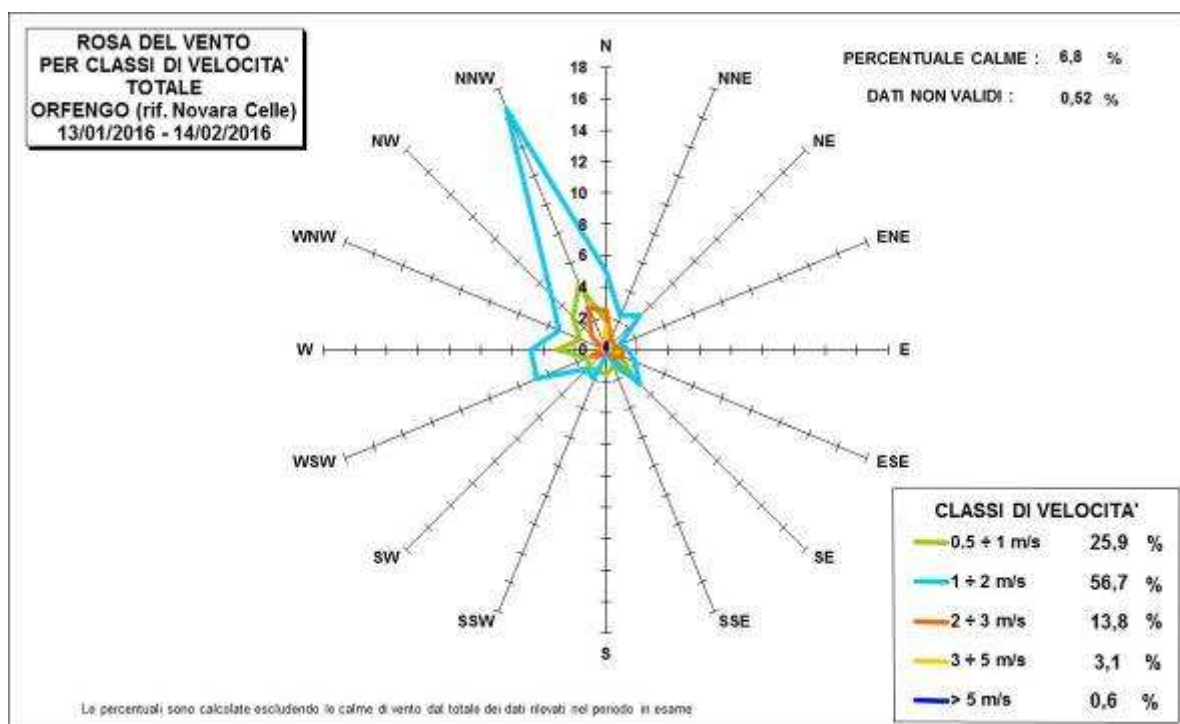 ROSA DEL VENTO
PER CLASSI DI VELOCITA'
TOTALE
ORFENGO (rif. Novara Celle)
13/01/2016 - 14/02/2016
PERCENTUALE CALME : 6,8 %
DATI NON VALIDI : 0,52 %
N
NNE
NE
ENE
E
ESE
SE
SSE
S
SSW
SW
WSW
W
WNW
NW
NNW
18
16
14
12
10
8
6
4
2
0
CLASSI DI VELOCITA'
0,5 ÷ 1 m/s 25,9 %
1 ÷ 2 m/s 56,7 %
2 ÷ 3 m/s 13,8 %
3 ÷ 5 m/s 3,1 %
> 5 m/s 0,6 %
Le percentuali sono calcolate escludendo le calme di vento dal totale dei dati rilevati nel periodo in esame